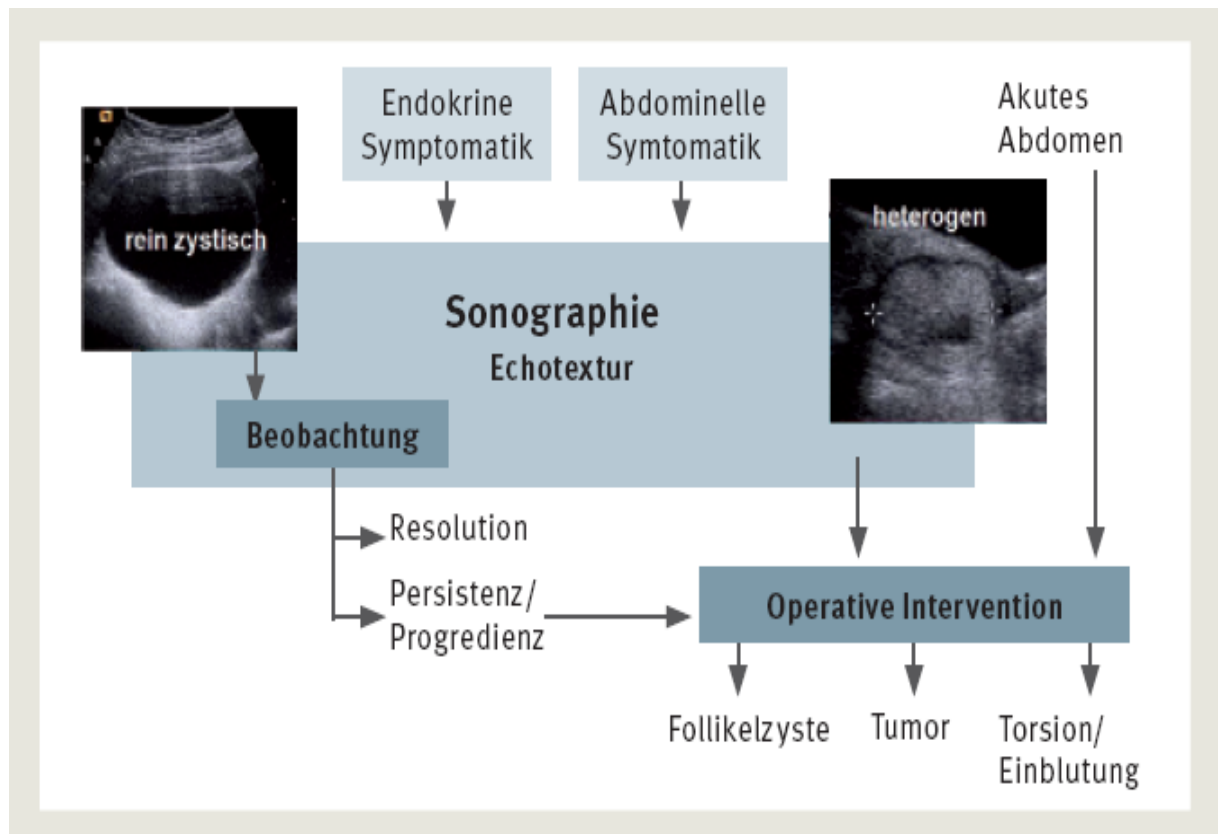 Endokrine
Symptomatik
Abdominelle
Symtomatik
Akutes
Abdomen
rein zystisch
heterogen
Sonographie
Echotextur
Beobachtung
Resolution
Persistenz/
Progredienz
Operative Intervention
Follikelzyste
Tumor
Torsion/
Einblutung